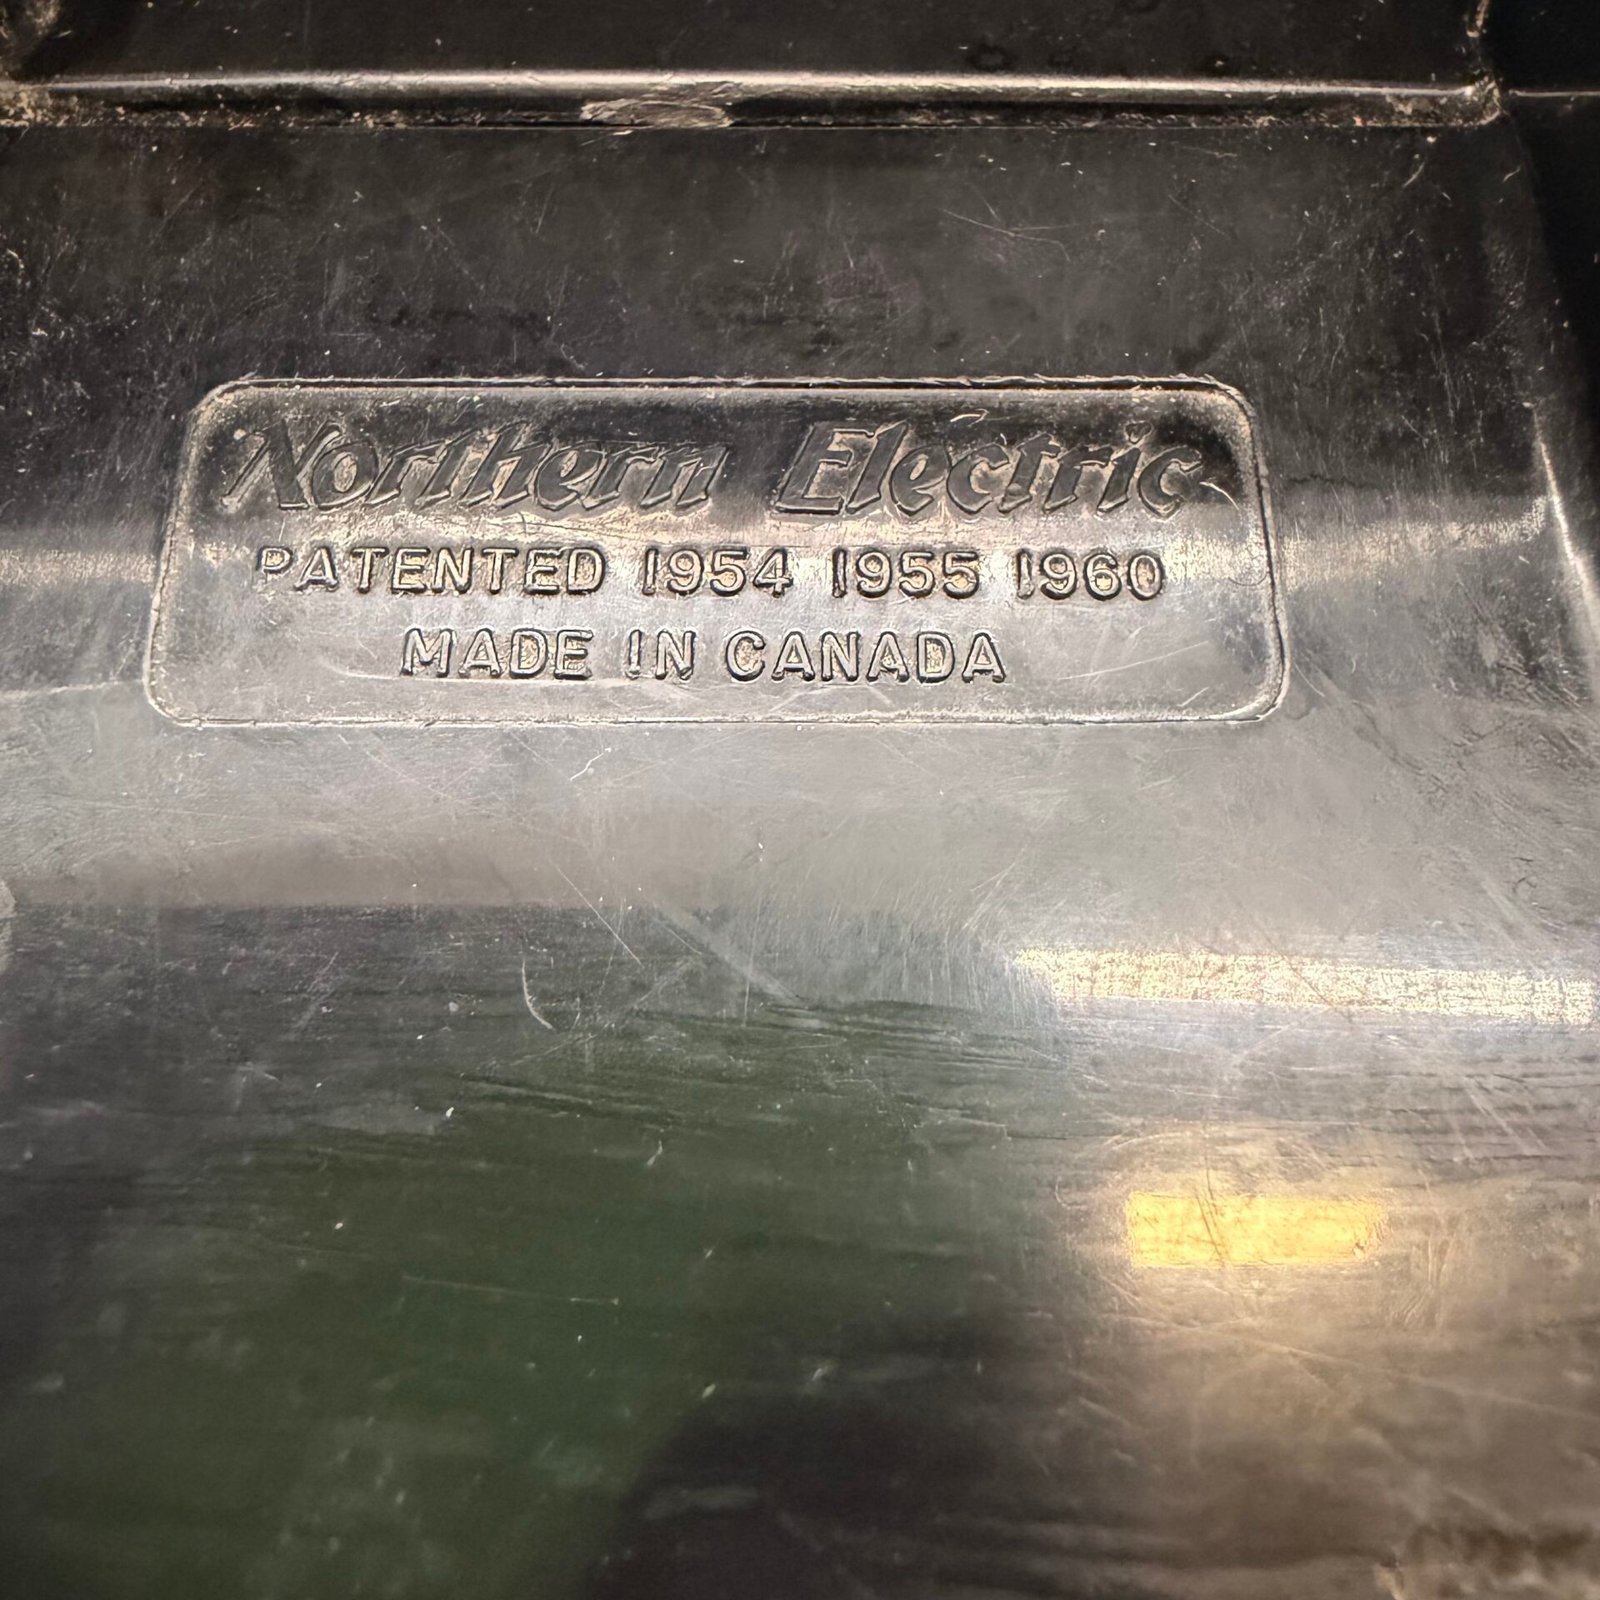 Northern Electric
PATENTED 1954 1955 1960
MADE IN CANADA